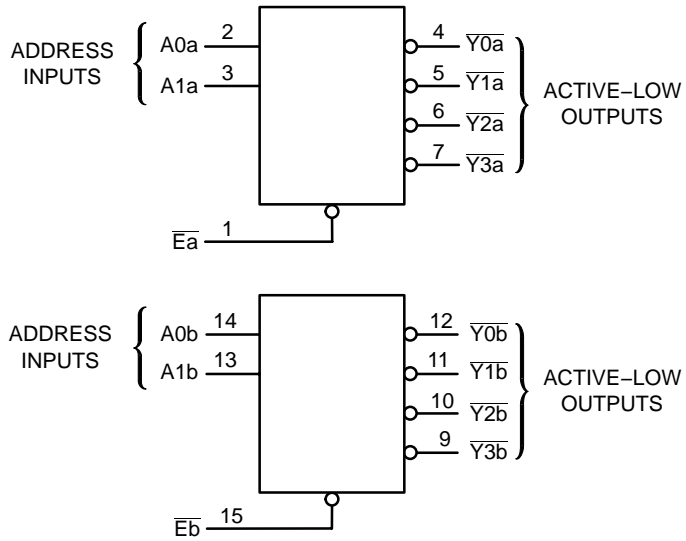 ADDRESS
INPUTS
A0a 2
A1a 3
4 Y0a
5 Y1a
6 Y2a
7 Y3a
ACTIVE–LOW
OUTPUTS
Ea 1
ADDRESS
INPUTS
A0b 14
A1b 13
12 Y0b
11 Y1b
10 Y2b
9 Y3b
ACTIVE–LOW
OUTPUTS
Eb 15